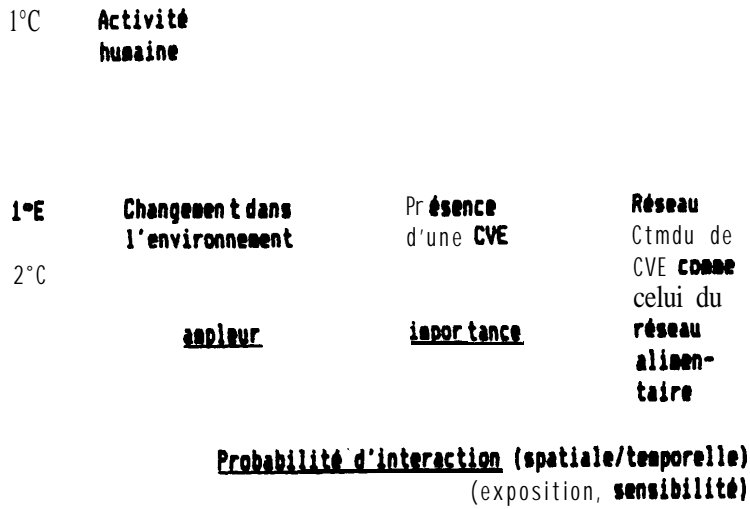 1°C Activité
humaine
1°E Changement dans
l'environnement
2°C
ampleur
Présence
d'une CVE
importance
Réseau
Ctmdu de
CVE comme
celui du
réseau
alimen-
taire
Probabilité d'interaction (spatiale/temporelle)
(exposition, sensibilité)